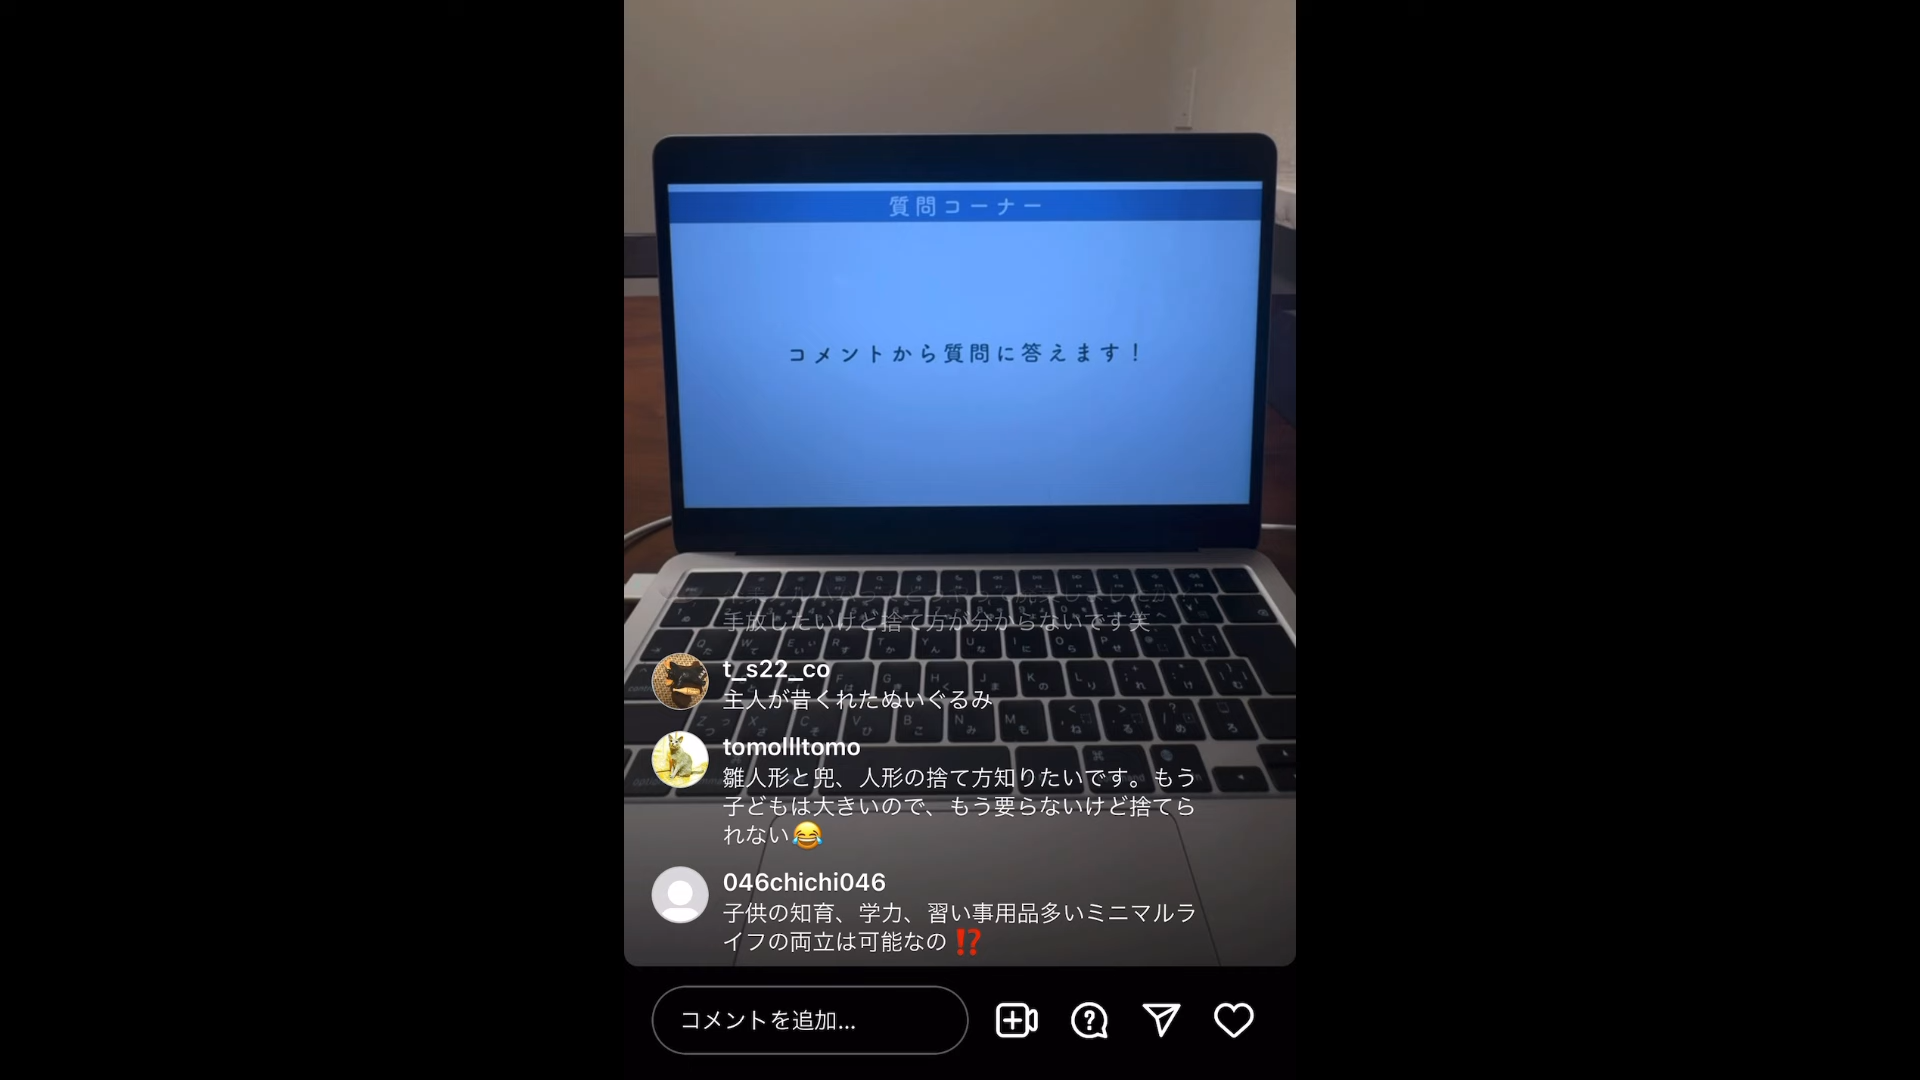 質問コーナー
コメントから質問に答えます！
手放したいけど捨て方が分からないです笑
t_s22_co
主人が昔くれたぬいぐるみ
tomollltomo
雛人形と兜、人形の捨て方知りたいです。もう
子どもは大きいので、もう要らないけど捨てら
れない😂
046chichi046
子供の知育、学力、習い事用品多いミニマルラ
イフの両立は可能なの⁉️
コメントを追加...